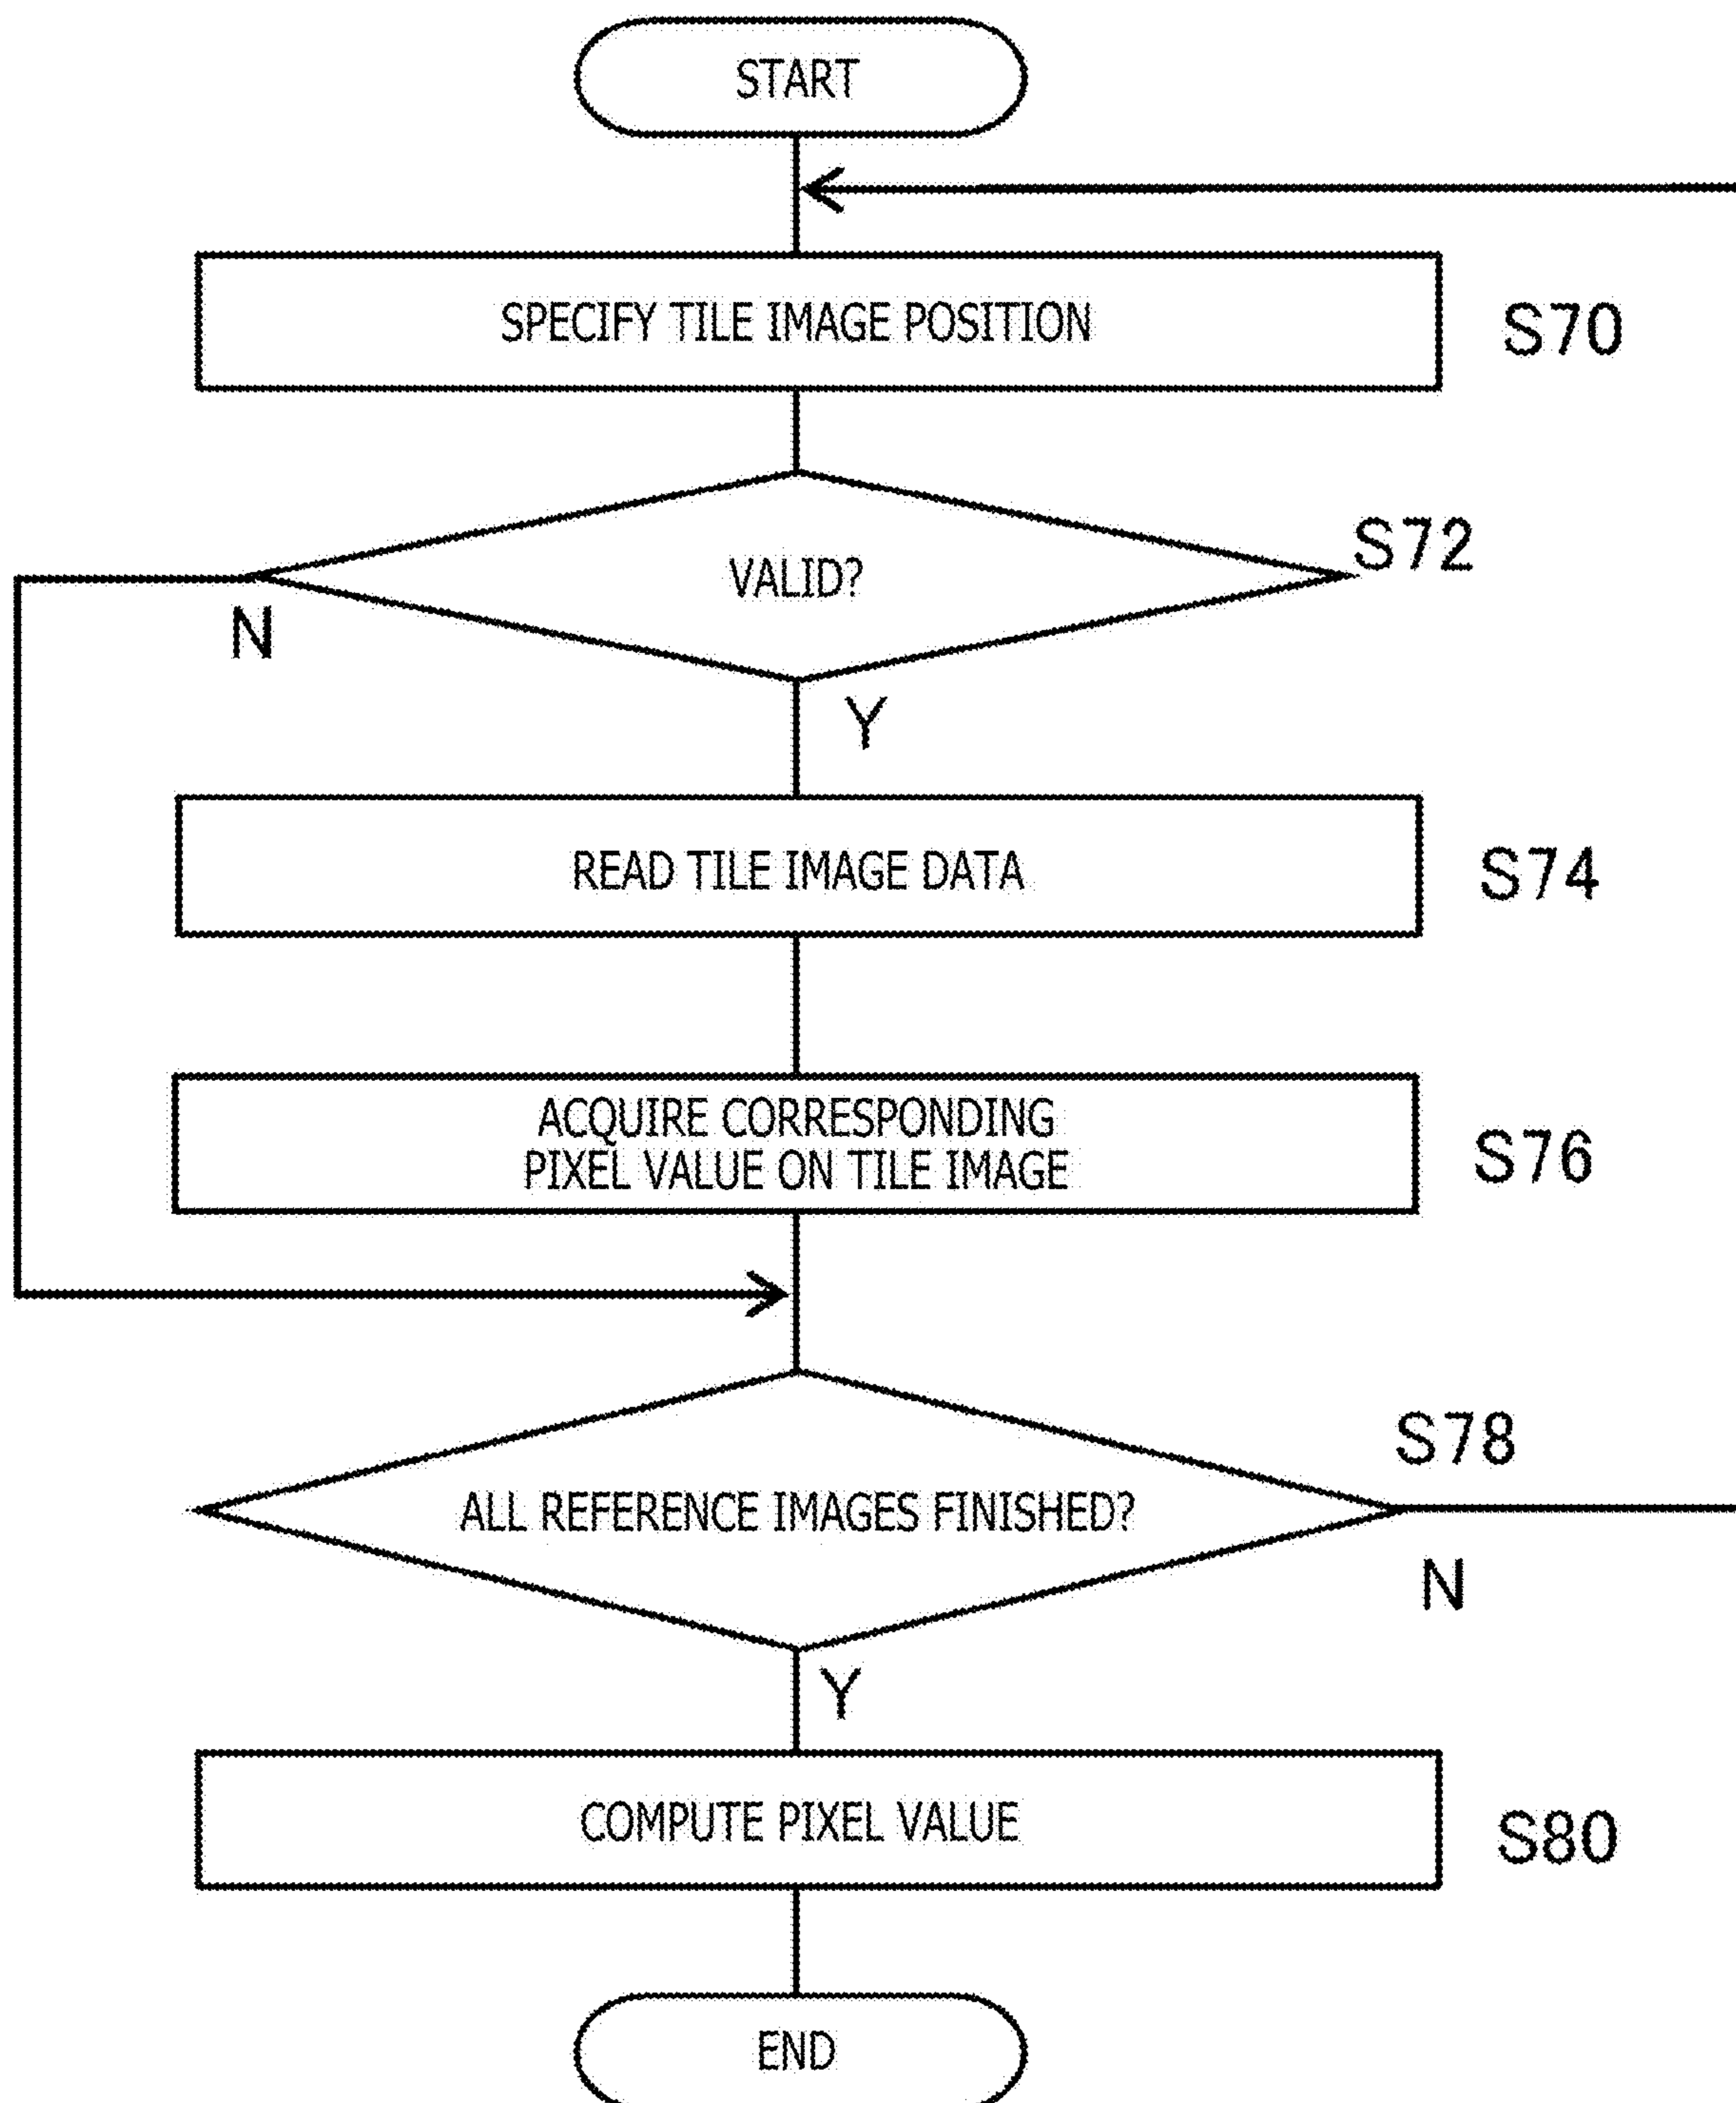 START
SPECIFY TILE IMAGE POSITION
S70
VALID?
S72
N
Y
READ TILE IMAGE DATA
S74
ACQUIRE CORRESPONDING
PIXEL VALUE ON TILE IMAGE
S76
S78
ALL REFERENCE IMAGES FINISHED?
N
Y
COMPUTE PIXEL VALUE
S80
END